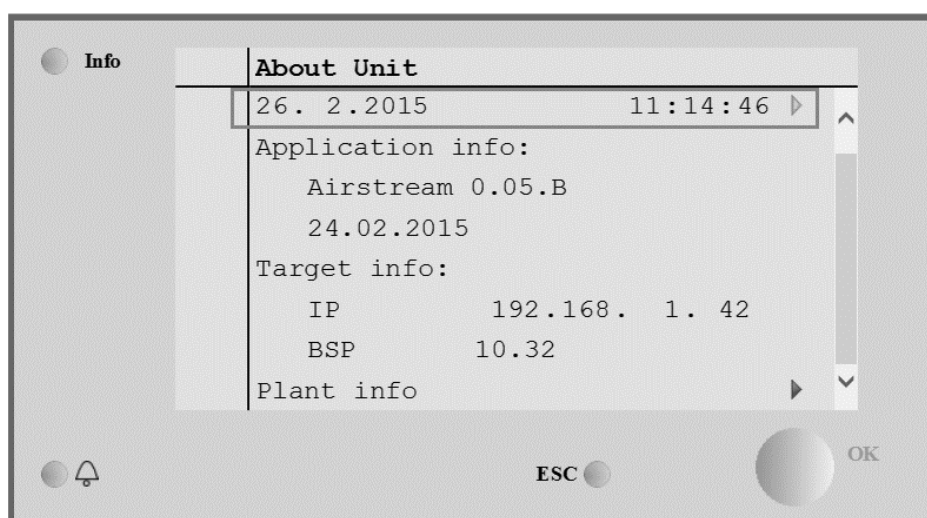 Info
About Unit
26. 2.2015 11:14:46
Application info:
Airstream 0.05.B
24.02.2015
Target info:
IP 192.168. 1. 42
BSP 10.32
Plant info
ESC
OK